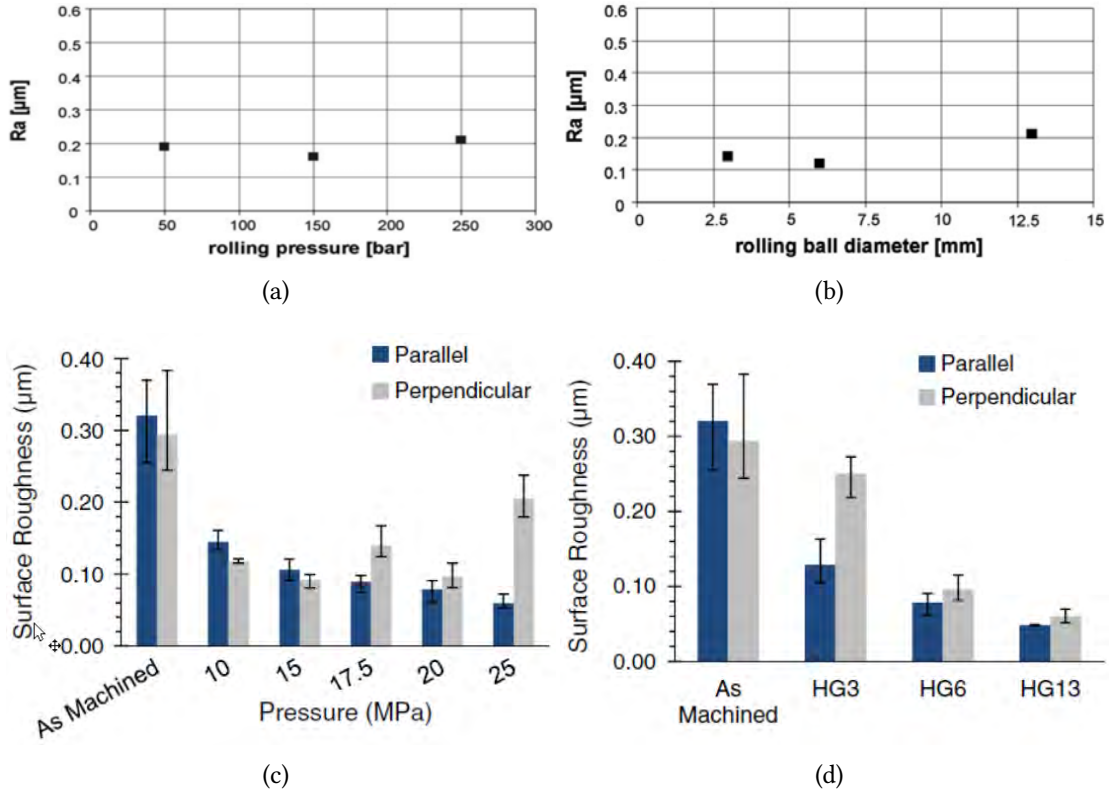 0.6
0.5
0.4
0.3
0.2
0.1
0
Ra [µm]
0 50 100 150 200 250 300
rolling pressure [bar]
(a)
0.6
0.5
0.4
0.3
0.2
0.1
0
Ra [µm]
0 2.5 5 7.5 10 12.5 15
rolling ball diameter [mm]
(b)
Parallel
Perpendicular
0.40
0.30
0.20
0.10
0.00
Surface Roughness (µm)
As Machined 10 15 17.5 20 25
Pressure (MPa)
(c)
Parallel
Perpendicular
0.40
0.30
0.20
0.10
0.00
Surface Roughness (µm)
As HG3 HG6 HG13
Machined
(d)